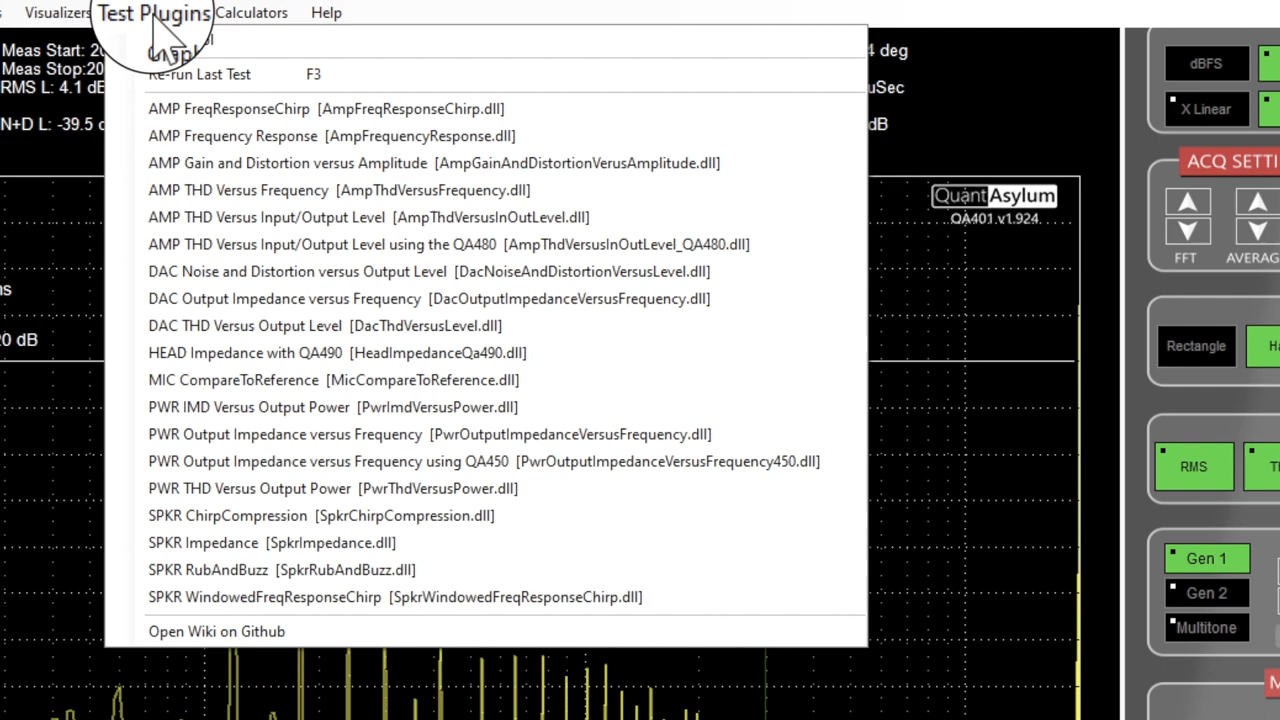 Visualizers Test Plugins Calculators Help
Meas Start: 20
Meas Stop:20
RMS L: 4.1 dB
N+D L: -39.5 d
20 dB
Re-run Last Test F3
AMP FreqResponseChirp [AmpFreqResponseChirp.dll]
AMP Frequency Response [AmpFrequencyResponse.dll]
AMP Gain and Distortion versus Amplitude [AmpGainAndDistortionVerusAmplitude.dll]
AMP THD Versus Frequency [AmpThdVersusFrequency.dll]
AMP THD Versus Input/Output Level [AmpThdVersusInOutLevel.dll]
AMP THD Versus Input/Output Level using the QA480 [AmpThdVersusInOutLevel_QA480.dll]
DAC Noise and Distortion versus Output Level [DacNoiseAndDistortionVersusLevel.dll]
DAC Output Impedance versus Frequency [DacOutputImpedanceVersusFrequency.dll]
DAC THD Versus Output Level [DacThdVersusLevel.dll]
HEAD Impedance with QA490 [HeadImpedanceQa490.dll]
MIC CompareToReference [MicCompareToReference.dll]
PWR IMD Versus Output Power [PwrImdVersusPower.dll]
PWR Output Impedance versus Frequency [PwrOutputImpedanceVersusFrequency.dll]
PWR Output Impedance versus Frequency using QA450 [PwrOutputImpedanceVersusFrequency450.dll]
PWR THD Versus Output Power [PwrThdVersusPower.dll]
SPKR ChirpCompression [SpkrChirpCompression.dll]
SPKR Impedance [SpkrImpedance.dll]
SPKR RubAndBuzz [SpkrRubAndBuzz.dll]
SPKR WindowedFreqResponseChirp [SpkrWindowedFreqResponseChirp.dll]
Open Wiki on Github
4 deg
uSec
dB
QuantAsylum
QA401 v1.924
dBFS
X Linear
ACQ SETTI
FFT AVERAG
Rectangle Ha
RMS TH
Gen 1
Gen 2
Multitone
M